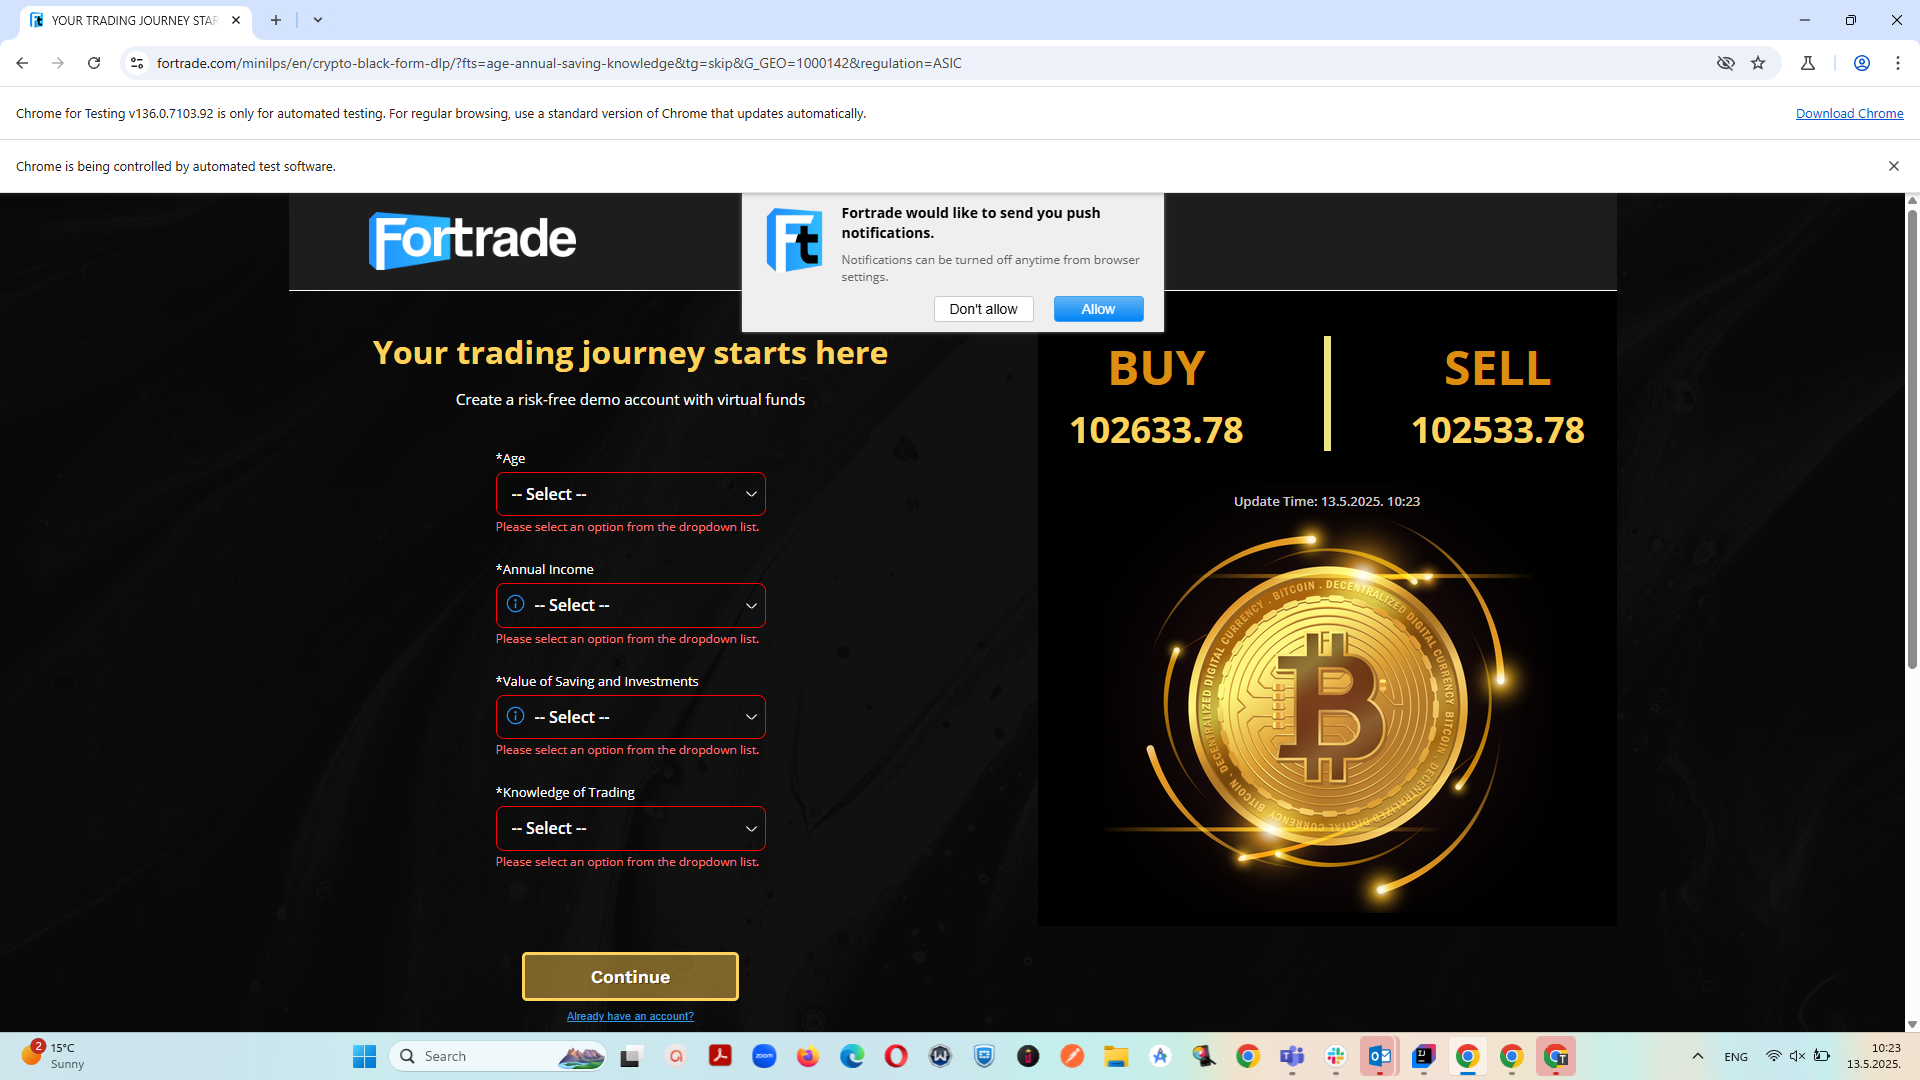 YOUR TRADING JOURNEY STAR
fortrade.com/minilps/en/crypto-black-form-dlp/?fts=age-annual-saving-knowledge&tg=skip&G_GEO=1000142&regulation=ASIC
Chrome for Testing v136.0.7103.92 is only for automated testing. For regular browsing, use a standard version of Chrome that updates automatically.
Download Chrome
Chrome is being controlled by automated test software.
Fortrade
Ft
Fortrade would like to send you push
notifications.
Notifications can be turned off anytime from browser
settings.
Don't allow
Allow
Your trading journey starts here
Create a risk-free demo account with virtual funds
*Age
-- Select --
Please select an option from the dropdown list.
*Annual Income
-- Select --
Please select an option from the dropdown list.
*Value of Saving and Investments
-- Select --
Please select an option from the dropdown list.
*Knowledge of Trading
-- Select --
Please select an option from the dropdown list.
Continue
Already have an account?
BUY
SELL
102633.78
102533.78
Update Time: 13.5.2025. 10:23
BITCOIN . DECENTRALIZED DIGITAL CURRENCY . BITCOIN . DECENTRALIZED DIGITAL CURRENCY . BITCOIN . DECENTRALIZED DIGITAL CURRENCY
2
15°C
Sunny
Search
zoom
ENG
10:23
13.5.2025.